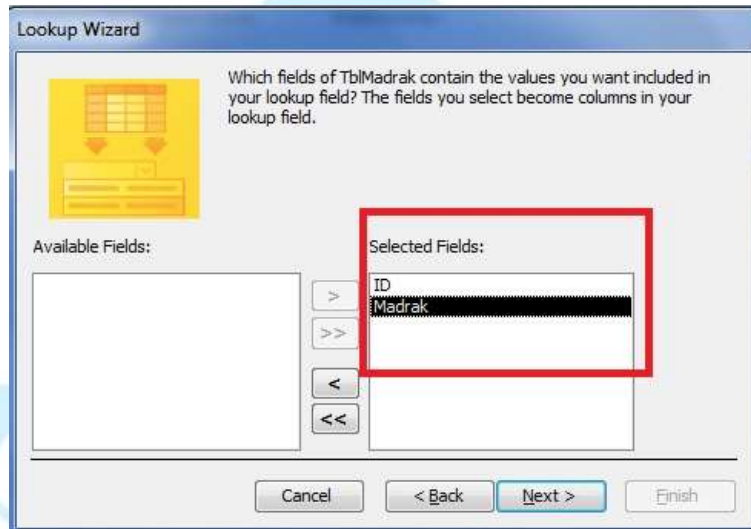 Lookup Wizard
Which fields of TblMadrak contain the values you want included in
your lookup field? The fields you select become columns in your
lookup field.
Available Fields:
Selected Fields:
ID
Madrak
>
>>
<
<<
Cancel
< Back
Next >
Finish